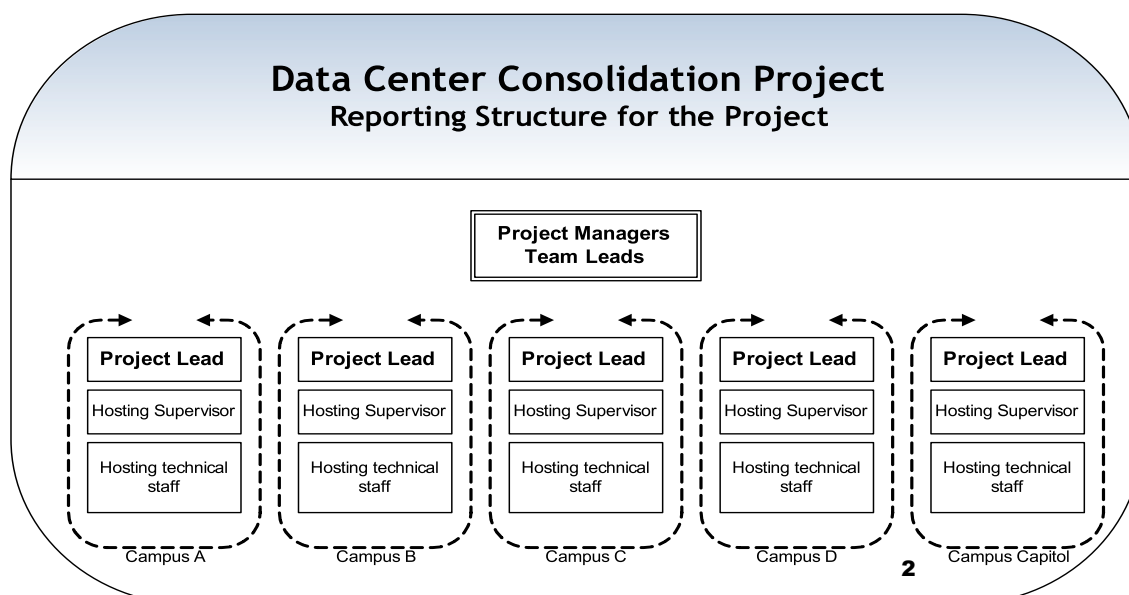 Data Center Consolidation Project
Reporting Structure for the Project
Project Managers
Team Leads
Project Lead
Hosting Supervisor
Hosting technical
staff
Campus A
Project Lead
Hosting Supervisor
Hosting technical
staff
Campus B
Project Lead
Hosting Supervisor
Hosting technical
staff
Campus C
Project Lead
Hosting Supervisor
Hosting technical
staff
Campus D
Project Lead
Hosting Supervisor
Hosting technical
staff
Campus Capitol
2